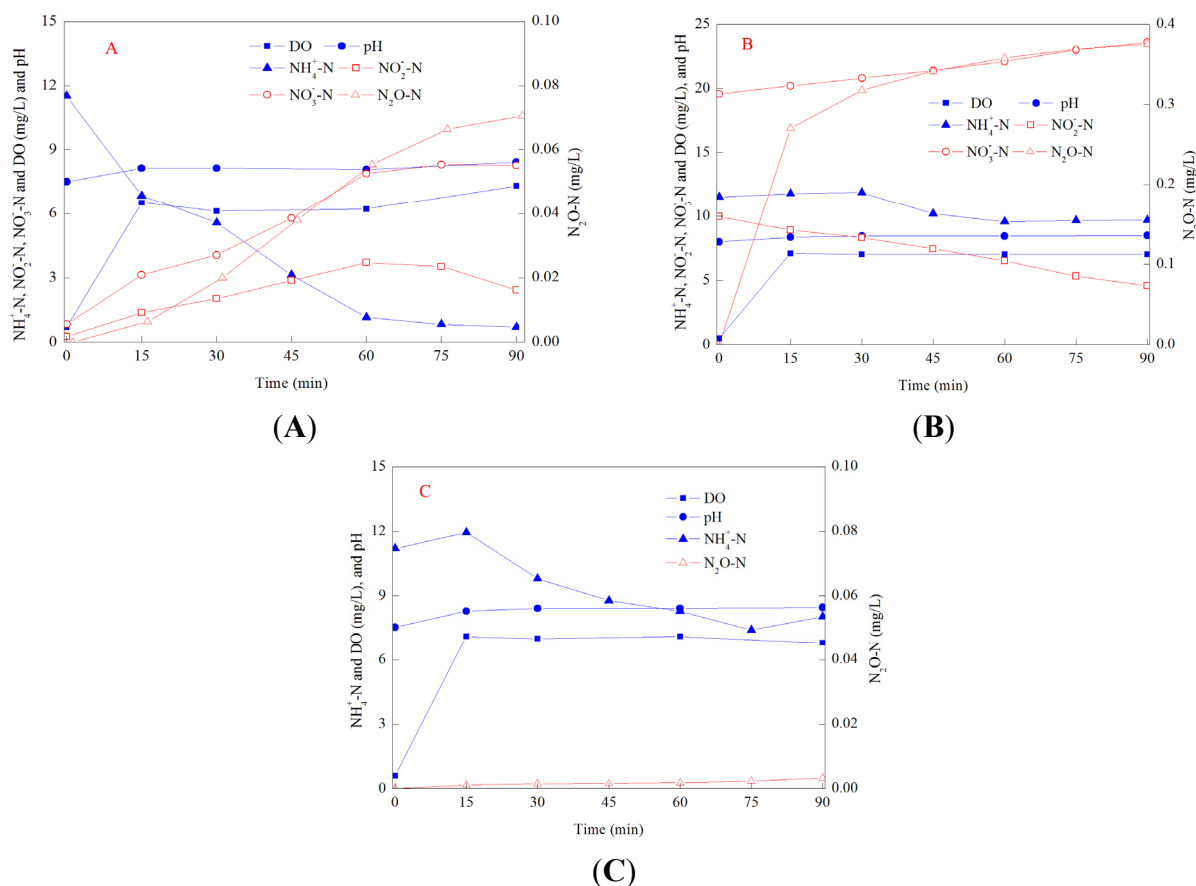 A
DO pH
NH₄⁺-N NO₂⁻-N
NO₃⁻-N N₂O-N
NH₄⁺-N, NO₂⁻-N, NO₃⁻-N and DO (mg/L) and pH
15
12
9
6
3
0
0.10
0.08
0.06
0.04
0.02
0.00
N₂O-N (mg/L)
0 15 30 45 60 75 90
Time (min)
(A)
B
DO pH
NH₄⁺-N NO₂⁻-N
NO₃⁻-N N₂O-N
NH₄⁺-N, NO₂⁻-N, NO₃⁻-N and DO (mg/L), and pH
25
20
15
10
5
0
0.4
0.3
0.2
0.1
0.0
N₂O-N (mg/L)
0 15 30 45 60 75 90
Time (min)
(B)
C
DO
pH
NH₄⁺-N
N₂O-N
NH₄⁺-N and DO (mg/L), and pH
15
12
9
6
3
0
0.10
0.08
0.06
0.04
0.02
0.00
N₂O-N (mg/L)
0 15 30 45 60 75 90
Time (min)
(C)